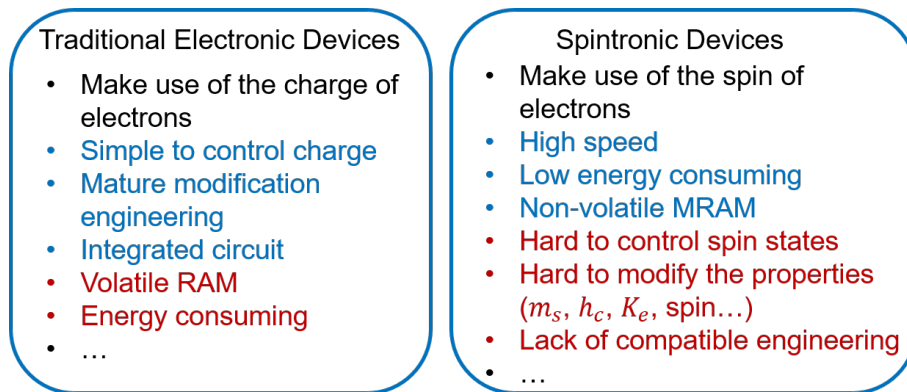 Traditional Electronic Devices
• Make use of the charge of
electrons
• Simple to control charge
• Mature modification
engineering
• Integrated circuit
• Volatile RAM
• Energy consuming
• …
Spintronic Devices
• Make use of the spin of
electrons
• High speed
• Low energy consuming
• Non-volatile MRAM
• Hard to control spin states
• Hard to modify the properties
(m_s, h_c, K_e, spin…)
• Lack of compatible engineering
• …